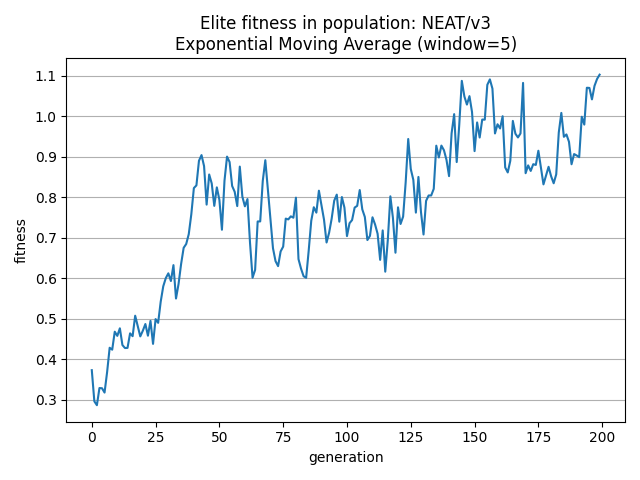 Elite fitness in population: NEAT/v3
Exponential Moving Average (window=5)
1.1
1.0
0.9
0.8
0.7
0.6
0.5
0.4
0.3
fitness
0 25 50 75 100 125 150 175 200
generation